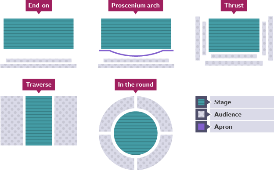 End on
Proscenium arch
Thrust
Traverse
In the round
Stage
Audience
Apron